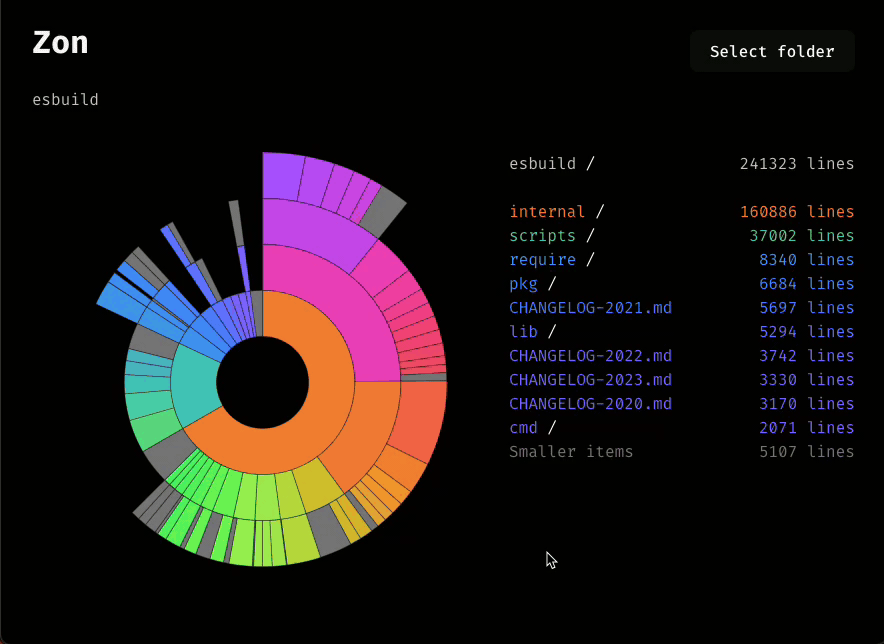 Zon
Select folder
esbuild
esbuild / 241323 lines
internal / 160886 lines
scripts / 37002 lines
require / 8340 lines
pkg / 6684 lines
CHANGELOG-2021.md 5697 lines
lib / 5294 lines
CHANGELOG-2022.md 3742 lines
CHANGELOG-2023.md 3330 lines
CHANGELOG-2020.md 3170 lines
cmd / 2071 lines
Smaller items 5107 lines